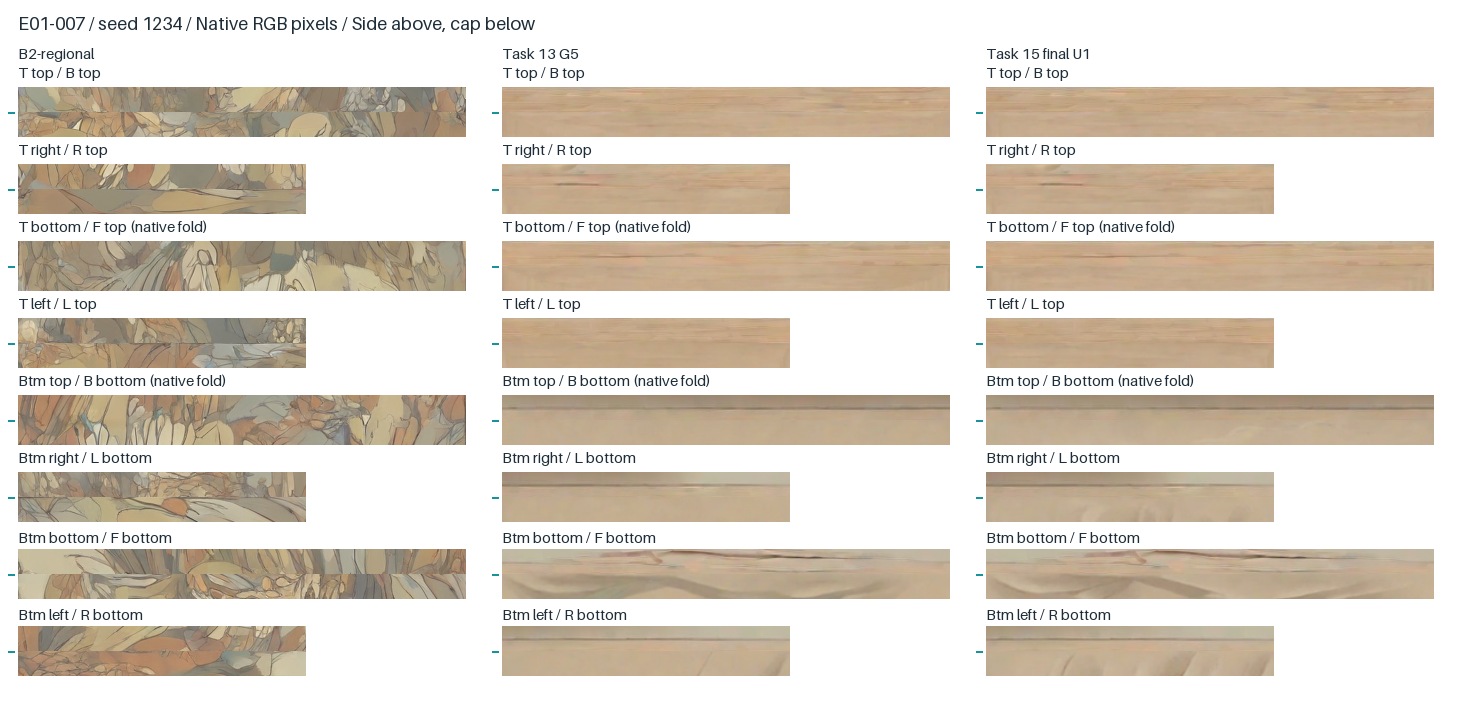 E01-007 / seed 1234 / Native RGB pixels / Side above, cap below
B2-regional
T top / B top
T right / R top
T bottom / F top (native fold)
T left / L top
Btm top / B bottom (native fold)
Btm right / L bottom
Btm bottom / F bottom
Btm left / R bottom
Task 13 G5
T top / B top
T right / R top
T bottom / F top (native fold)
T left / L top
Btm top / B bottom (native fold)
Btm right / L bottom
Btm bottom / F bottom
Btm left / R bottom
Task 15 final U1
T top / B top
T right / R top
T bottom / F top (native fold)
T left / L top
Btm top / B bottom (native fold)
Btm right / L bottom
Btm bottom / F bottom
Btm left / R bottom